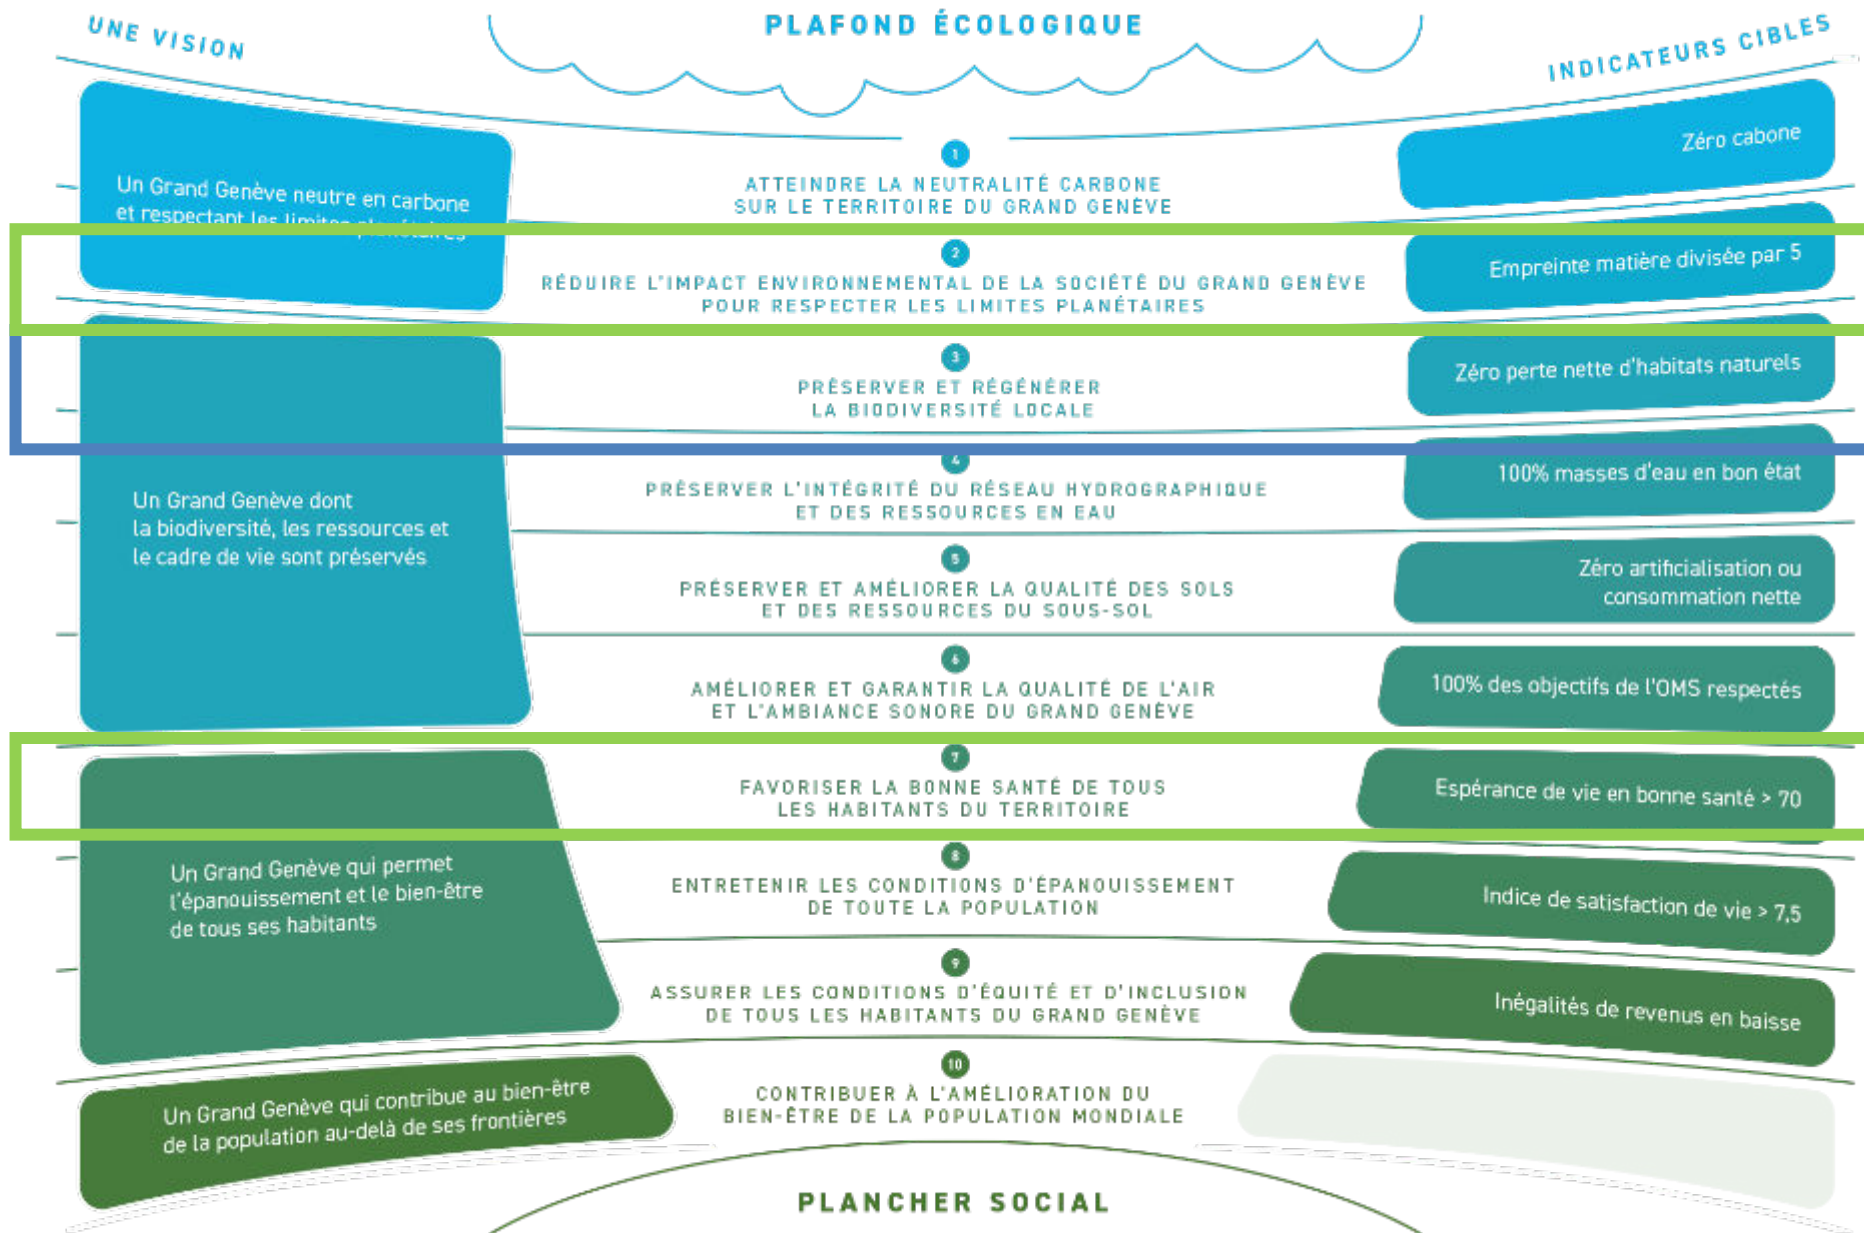 UNE VISION
PLAFOND ÉCOLOGIQUE
INDICATEURS CIBLES
Un Grand Genève neutre en carbone
et respectant les limites planétaires
1
ATTEINDRE LA NEUTRALITÉ CARBONE
SUR LE TERRITOIRE DU GRAND GENÈVE
Zéro cabone
2
RÉDUIRE L'IMPACT ENVIRONNEMENTAL DE LA SOCIÉTÉ DU GRAND GENÈVE
POUR RESPECTER LES LIMITES PLANÉTAIRES
Empreinte matière divisée par 5
Un Grand Genève dont
la biodiversité, les ressources et
le cadre de vie sont préservés
3
PRÉSERVER ET RÉGÉNÉRER
LA BIODIVERSITÉ LOCALE
Zéro perte nette d'habitats naturels
4
PRÉSERVER L'INTÉGRITÉ DU RÉSEAU HYDROGRAPHIQUE
ET DES RESSOURCES EN EAU
100% masses d'eau en bon état
5
PRÉSERVER ET AMÉLIORER LA QUALITÉ DES SOLS
ET DES RESSOURCES DU SOUS-SOL
Zéro artificialisation ou
consommation nette
6
AMÉLIORER ET GARANTIR LA QUALITÉ DE L'AIR
ET L'AMBIANCE SONORE DU GRAND GENÈVE
100% des objectifs de l'OMS respectés
Un Grand Genève qui permet
l'épanouissement et le bien-être
de tous ses habitants
7
FAVORISER LA BONNE SANTÉ DE TOUS
LES HABITANTS DU TERRITOIRE
Espérance de vie en bonne santé > 70
8
ENTRETENIR LES CONDITIONS D'ÉPANOUISSEMENT
DE TOUTE LA POPULATION
Indice de satisfaction de vie > 7,5
9
ASSURER LES CONDITIONS D'ÉQUITÉ ET D'INCLUSION
DE TOUS LES HABITANTS DU GRAND GENÈVE
Inégalités de revenus en baisse
Un Grand Genève qui contribue au bien-être
de la population au-delà de ses frontières
10
CONTRIBUER À L'AMÉLIORATION DU
BIEN-ÊTRE DE LA POPULATION MONDIALE
PLANCHER SOCIAL